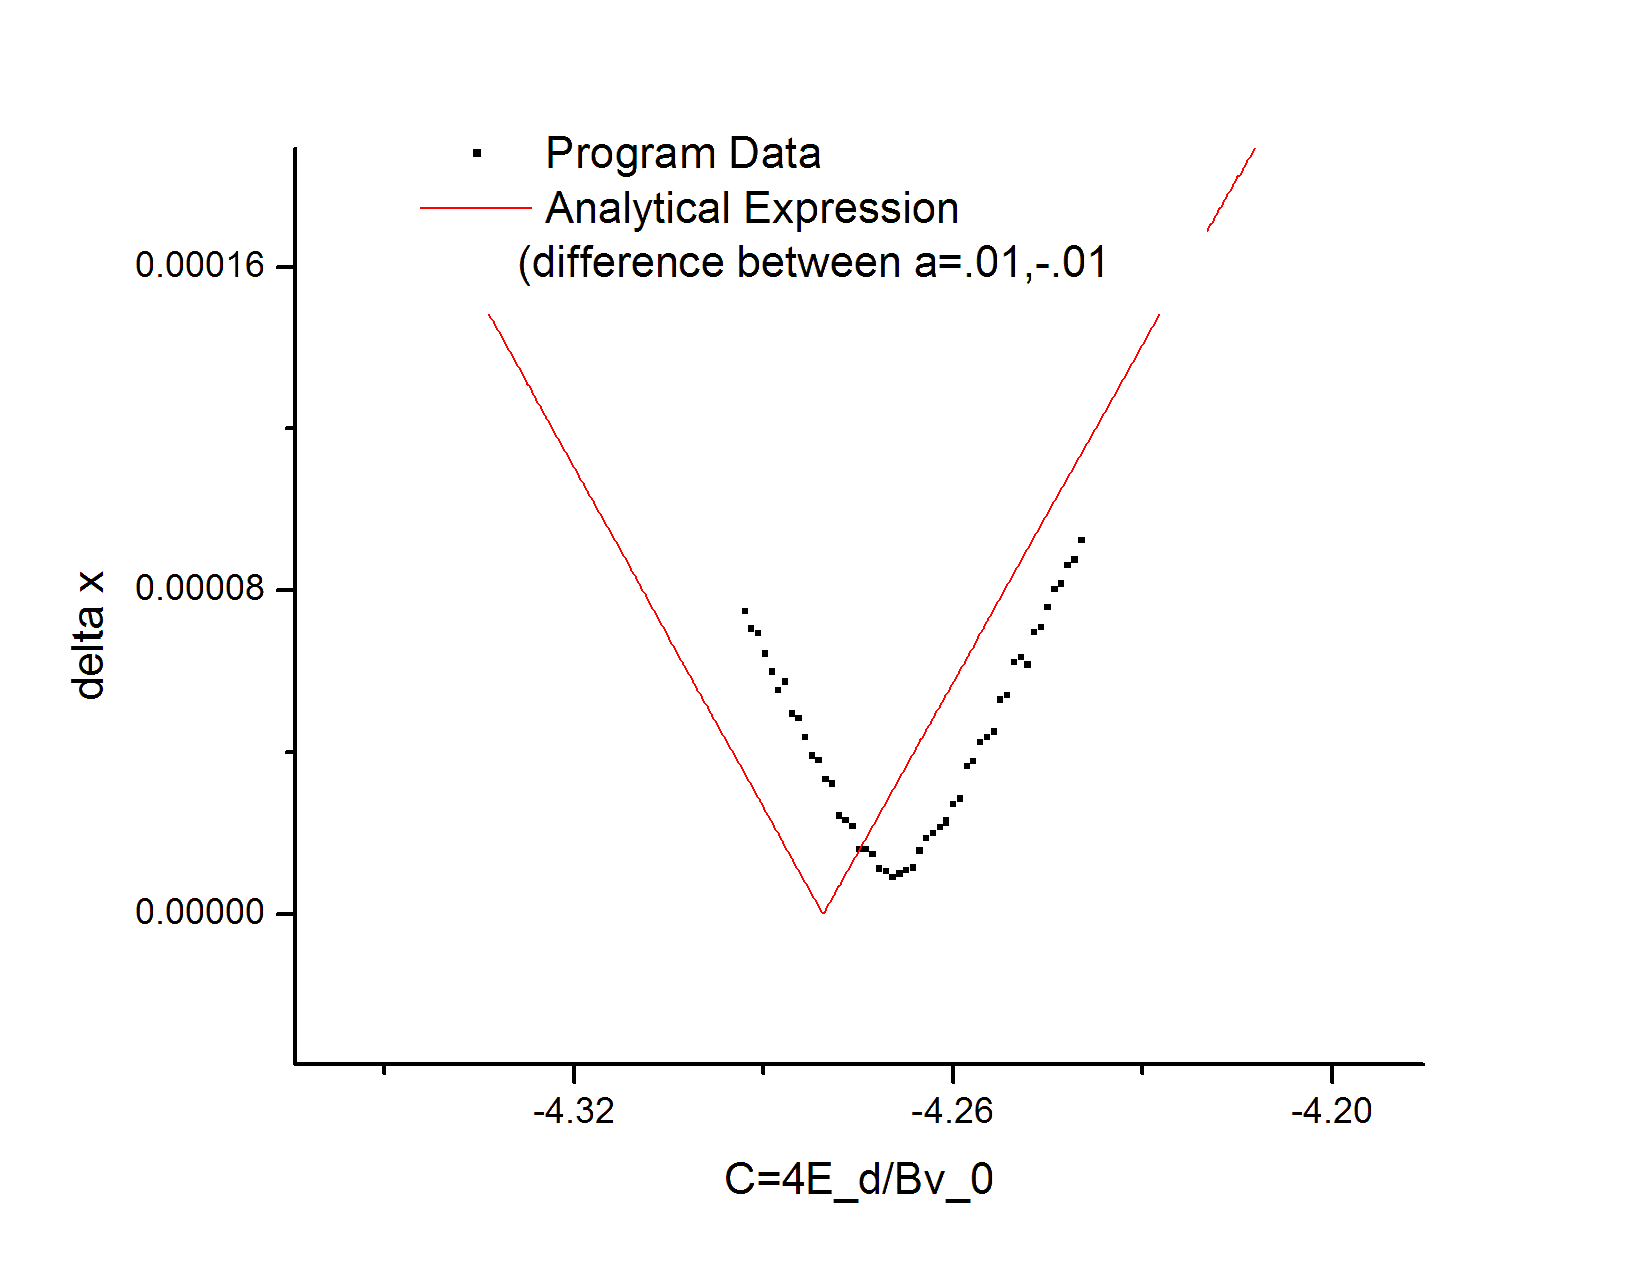 Program Data
Analytical Expression
(difference between a=.01,-.01
0.00016
0.00008
0.00000
delta x
-4.32
-4.26
-4.20
C=4E_d/Bv_0